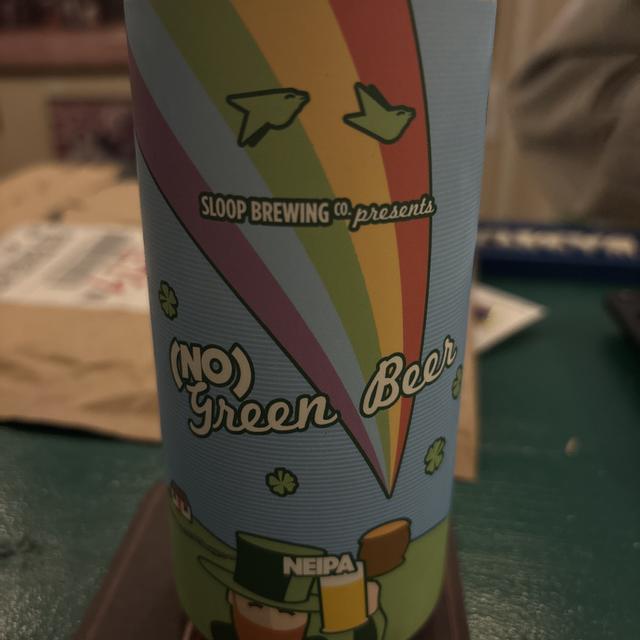 SLOOP BREWING CO. presents
(NO)
Green Beer
NEIPA